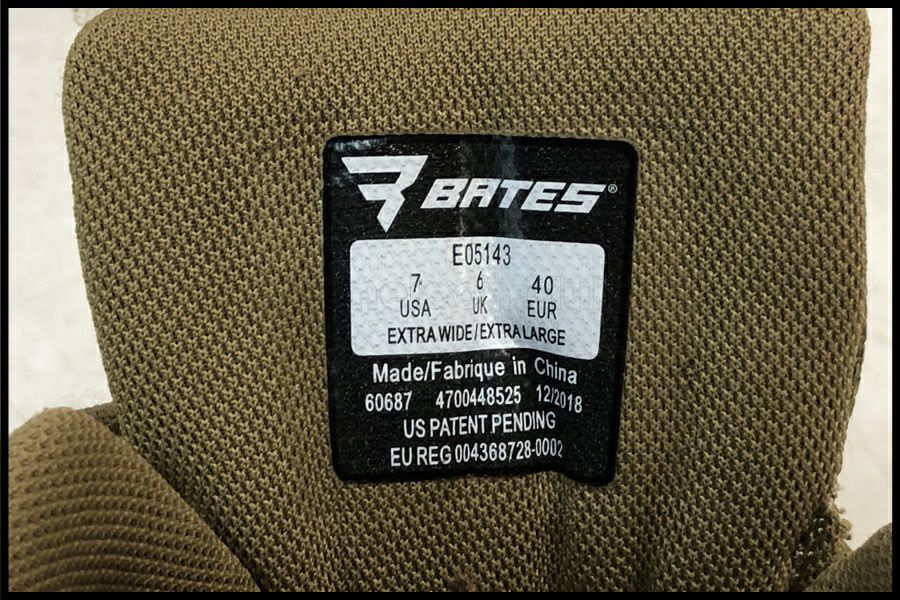 BATES®
E05143
7 6 40
USA UK EUR
EXTRA WIDE/EXTRA LARGE
Made/Fabrique in China
60687 4700448525 12/2018
US PATENT PENDING
EU REG 004368728-0002